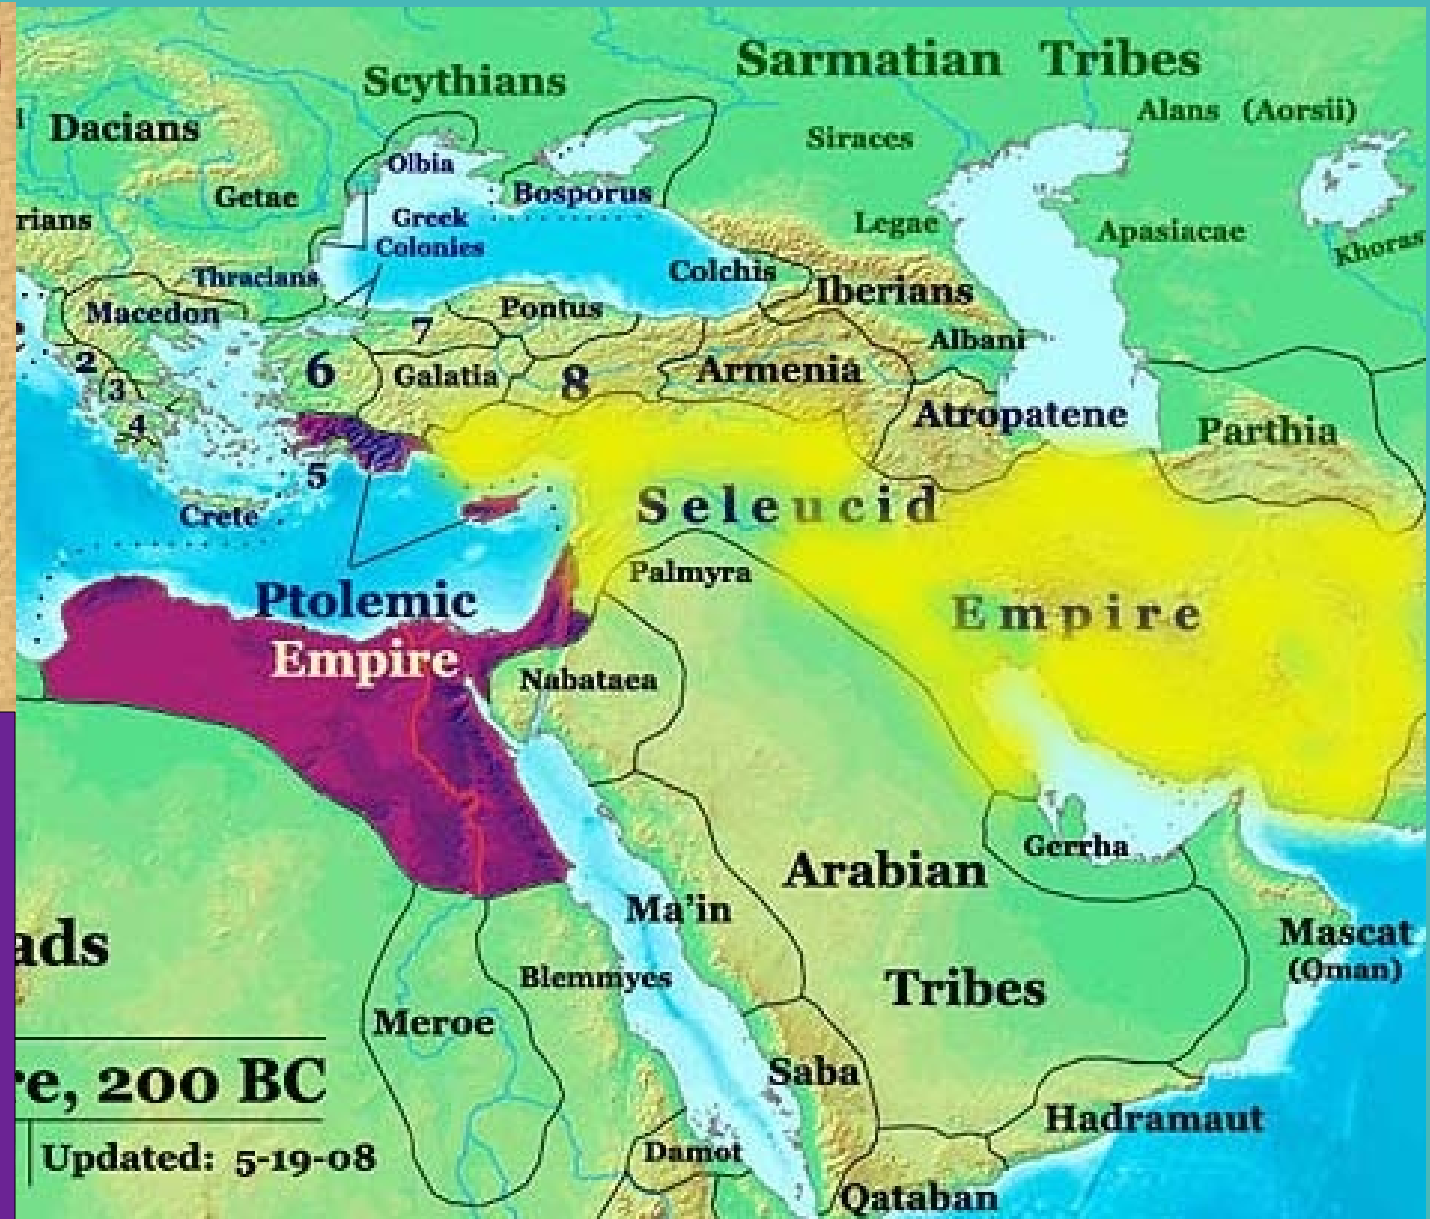 Sarmatian Tribes
Scythians
Alans (Aorsii)
Dacians
Siraces
Olbia
Getae
Bosporus
rians
Greek
Colonies
Legae
Apasiacae
Khoras
Thracians
Colchis
Iberians
Macedon
Pontus
7
Albani
2
3
6
Galatia
8
Armenia
4
Atropatene
Parthia
5
Crete
Seleucid
Palmyra
Ptolemic
Empire
Empire
Nabataea
Gerrha
Arabian
Ma'in
Mascat
(Oman)
ads
Blemmyes
Tribes
Meroe
re, 200 BC
Saba
Hadramaut
Updated: 5-19-08
Damot
Qataban